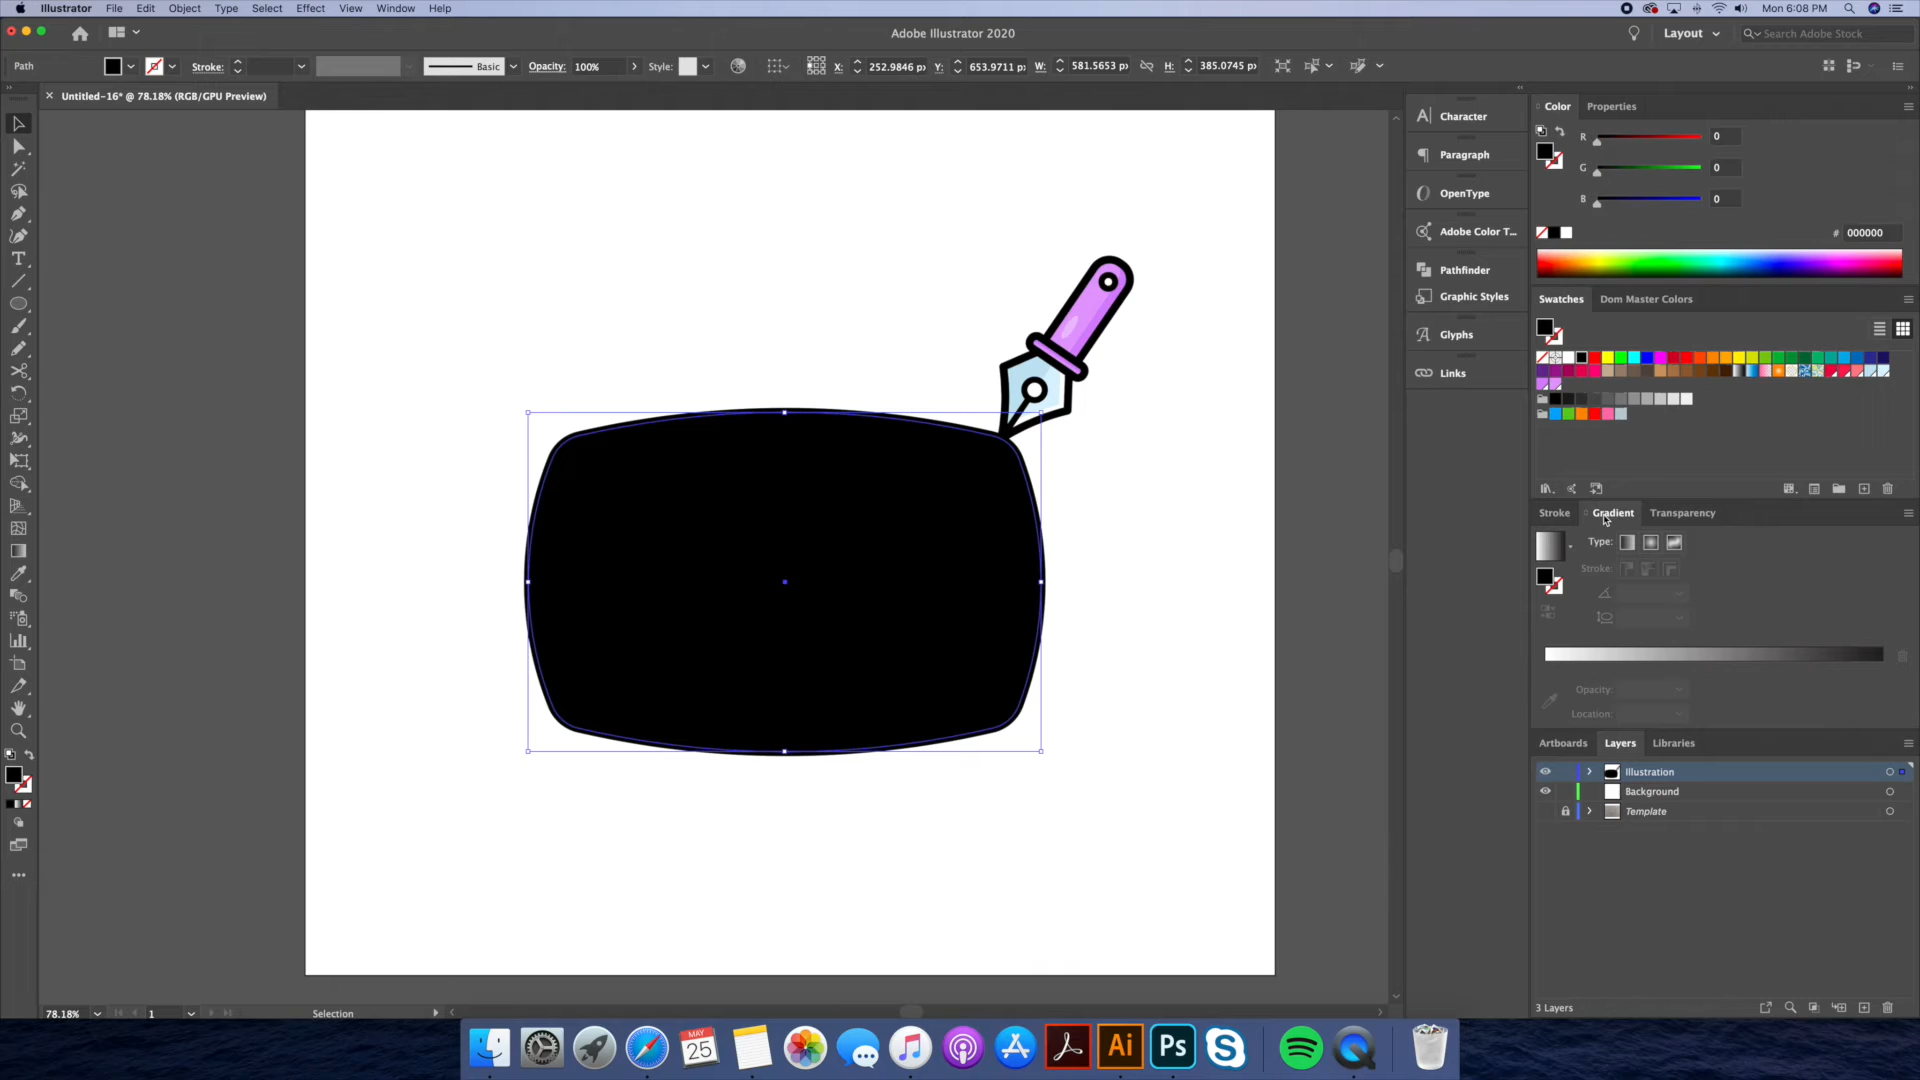 Illustrator File Edit Object Type Select Effect View Window Help Mon 6:08 PM
Adobe Illustrator 2020 Layout Search Adobe Stock
Path Stroke: Basic Opacity: 100% Style: X: 252.9846 p Y: 653.9711 p W: 581.5653 p H: 385.0745 p
× Untitled-16* @ 78.18% (RGB/GPU Preview)
Character
Paragraph
OpenType
Adobe Color T...
Pathfinder
Graphic Styles
Glyphs
Links
Color Properties
R 0
G 0
B 0
# 000000
Swatches Dom Master Colors
Stroke Gradient Transparency
Type:
Stroke:
Opacity:
Location:
Artboards Layers Libraries
Illustration
Background
Template
3 Layers
78.18% 1 Selection
MAY
25
Ai Ps